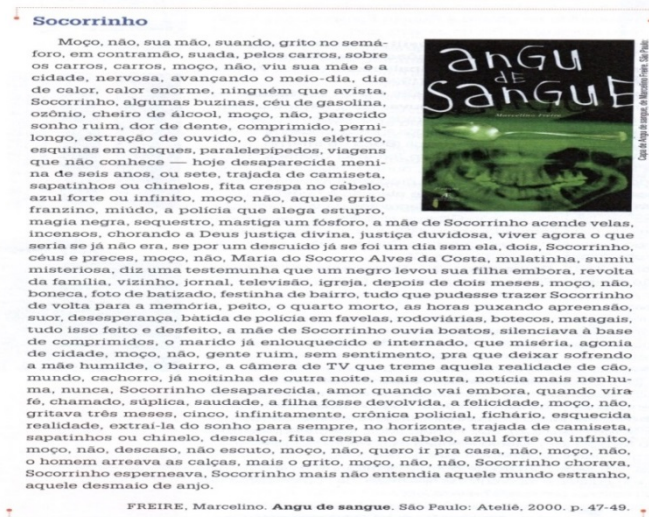 Socorrinho
Moço, não, sua mão, suando, grito no semá-
foro, em contramão, suada, pelos carros, sobre
os carros, carros, moço, não, viu sua mãe e a
cidade, nervosa, avançando o meio-dia, dia
de calor, calor enorme, ninguém que avista,
Socorrinho, algumas buzinas, céu de gasolina,
ozônio, cheiro de álcool, moço, não, parecido
sonho ruim, dor de dente, comprimido, perni-
longo, extração de ouvido, o ônibus elétrico,
esquinas em choques, paralelepípedos, viagens
que não conhece — hoje desaparecida meni-
na de seis anos, ou sete, trajada de camiseta,
sapatinhos ou chinelos, fita crespa no cabelo,
azul forte ou infinito, moço, não, aquele grito
franzino, miúdo, a polícia que alega estupro,
magia negra, sequestro, mastiga um fósforo, a mãe de Socorrinho acende velas,
incensos, chorando a Deus justiça divina, justiça duvidosa, viver agora o que
seria se já não era, se por um descuido já se foi um dia sem ela, dois, Socorrinho,
céus e preces, moço, não, Maria do Socorro Alves da Costa, mulatinha, sumiu
misteriosa, diz uma testemunha que um negro levou sua filha embora, revolta
da família, vizinho, jornal, televisão, igreja, depois de dois meses, moço, não,
boneca, foto de batizado, festinha de bairro, tudo que pudesse trazer Socorrinho
de volta para a memória, peito, o quarto morto, as horas puxando apreensão,
suor, desesperança, batida de polícia em favelas, rodoviárias, botecos, matagais,
tudo isso feito e desfeito, a mãe de Socorrinho ouvia boatos, silenciava à base
de comprimidos, o marido já enlouquecido e internado, que miséria, agonia
de cidade, moço, não, gente ruim, sem sentimento, pra que deixar sofrendo
a mãe humilde, o bairro, a câmera de TV que treme aquela realidade de cão,
mundo, cachorro, já noitinha de outra noite, mais outra, notícia mais nenhu-
ma, nunca, Socorrinho desaparecida, amor quando vai embora, quando vira
fé, chamado, súplica, saudade, a filha fosse devolvida, a felicidade, moço, não,
gritava três meses, cinco, infinitamente, crônica policial, fichário, esquecida
realidade, extraí-la do sonho para sempre, no horizonte, trajada de camiseta,
sapatinhos ou chinelo, descalça, fita crespa no cabelo, azul forte ou infinito,
moço, não, descaso, não escuto, moço, não, quero ir pra casa, não, moço, não,
o homem arreava as calças, mais o grito, moço, não, não, Socorrinho chorava,
Socorrinho esperneava, Socorrinho mais não entendia aquele mundo estranho,
aquele desmaio de anjo.
FREIRE, Marcelino. Angu de sangue. São Paulo: Ateliê, 2000. p. 47-49.
anGU
DE
SanGUE
Marcelino Freire
Capa de Angu de sangue, de Marcelino Freire. São Paulo: